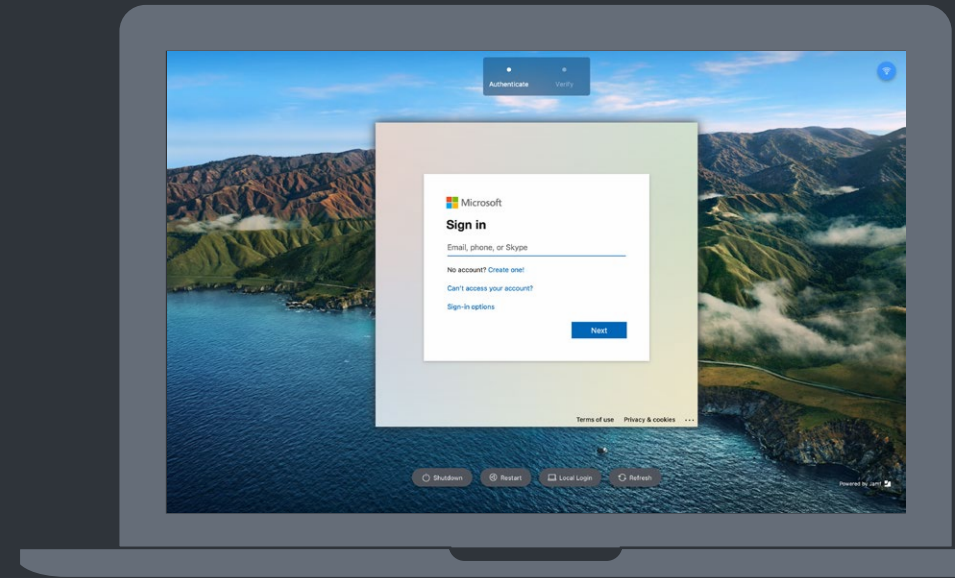 Authenticate Verify
Microsoft
Sign in
Email, phone, or Skype
No account? Create one!
Can't access your account?
Sign-in options
Next
Terms of use Privacy & cookies ...
Shutdown Restart Local Login Refresh
Powered by Jamf